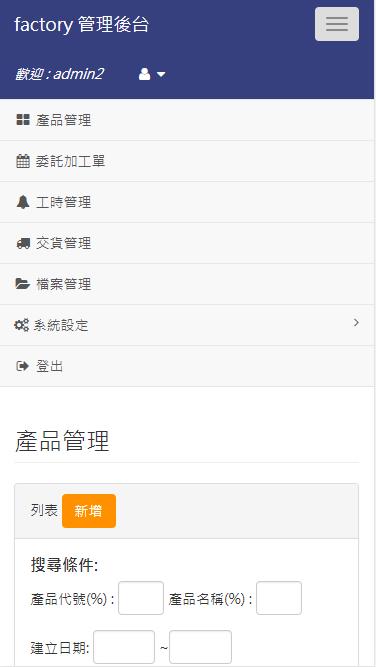 factory 管理後台
歡迎 : admin2
產品管理
委託加工單
工時管理
交貨管理
檔案管理
系統設定
登出
產品管理
列表 新增
搜尋條件:
產品代號(%) : 產品名稱(%) :
建立日期: ~